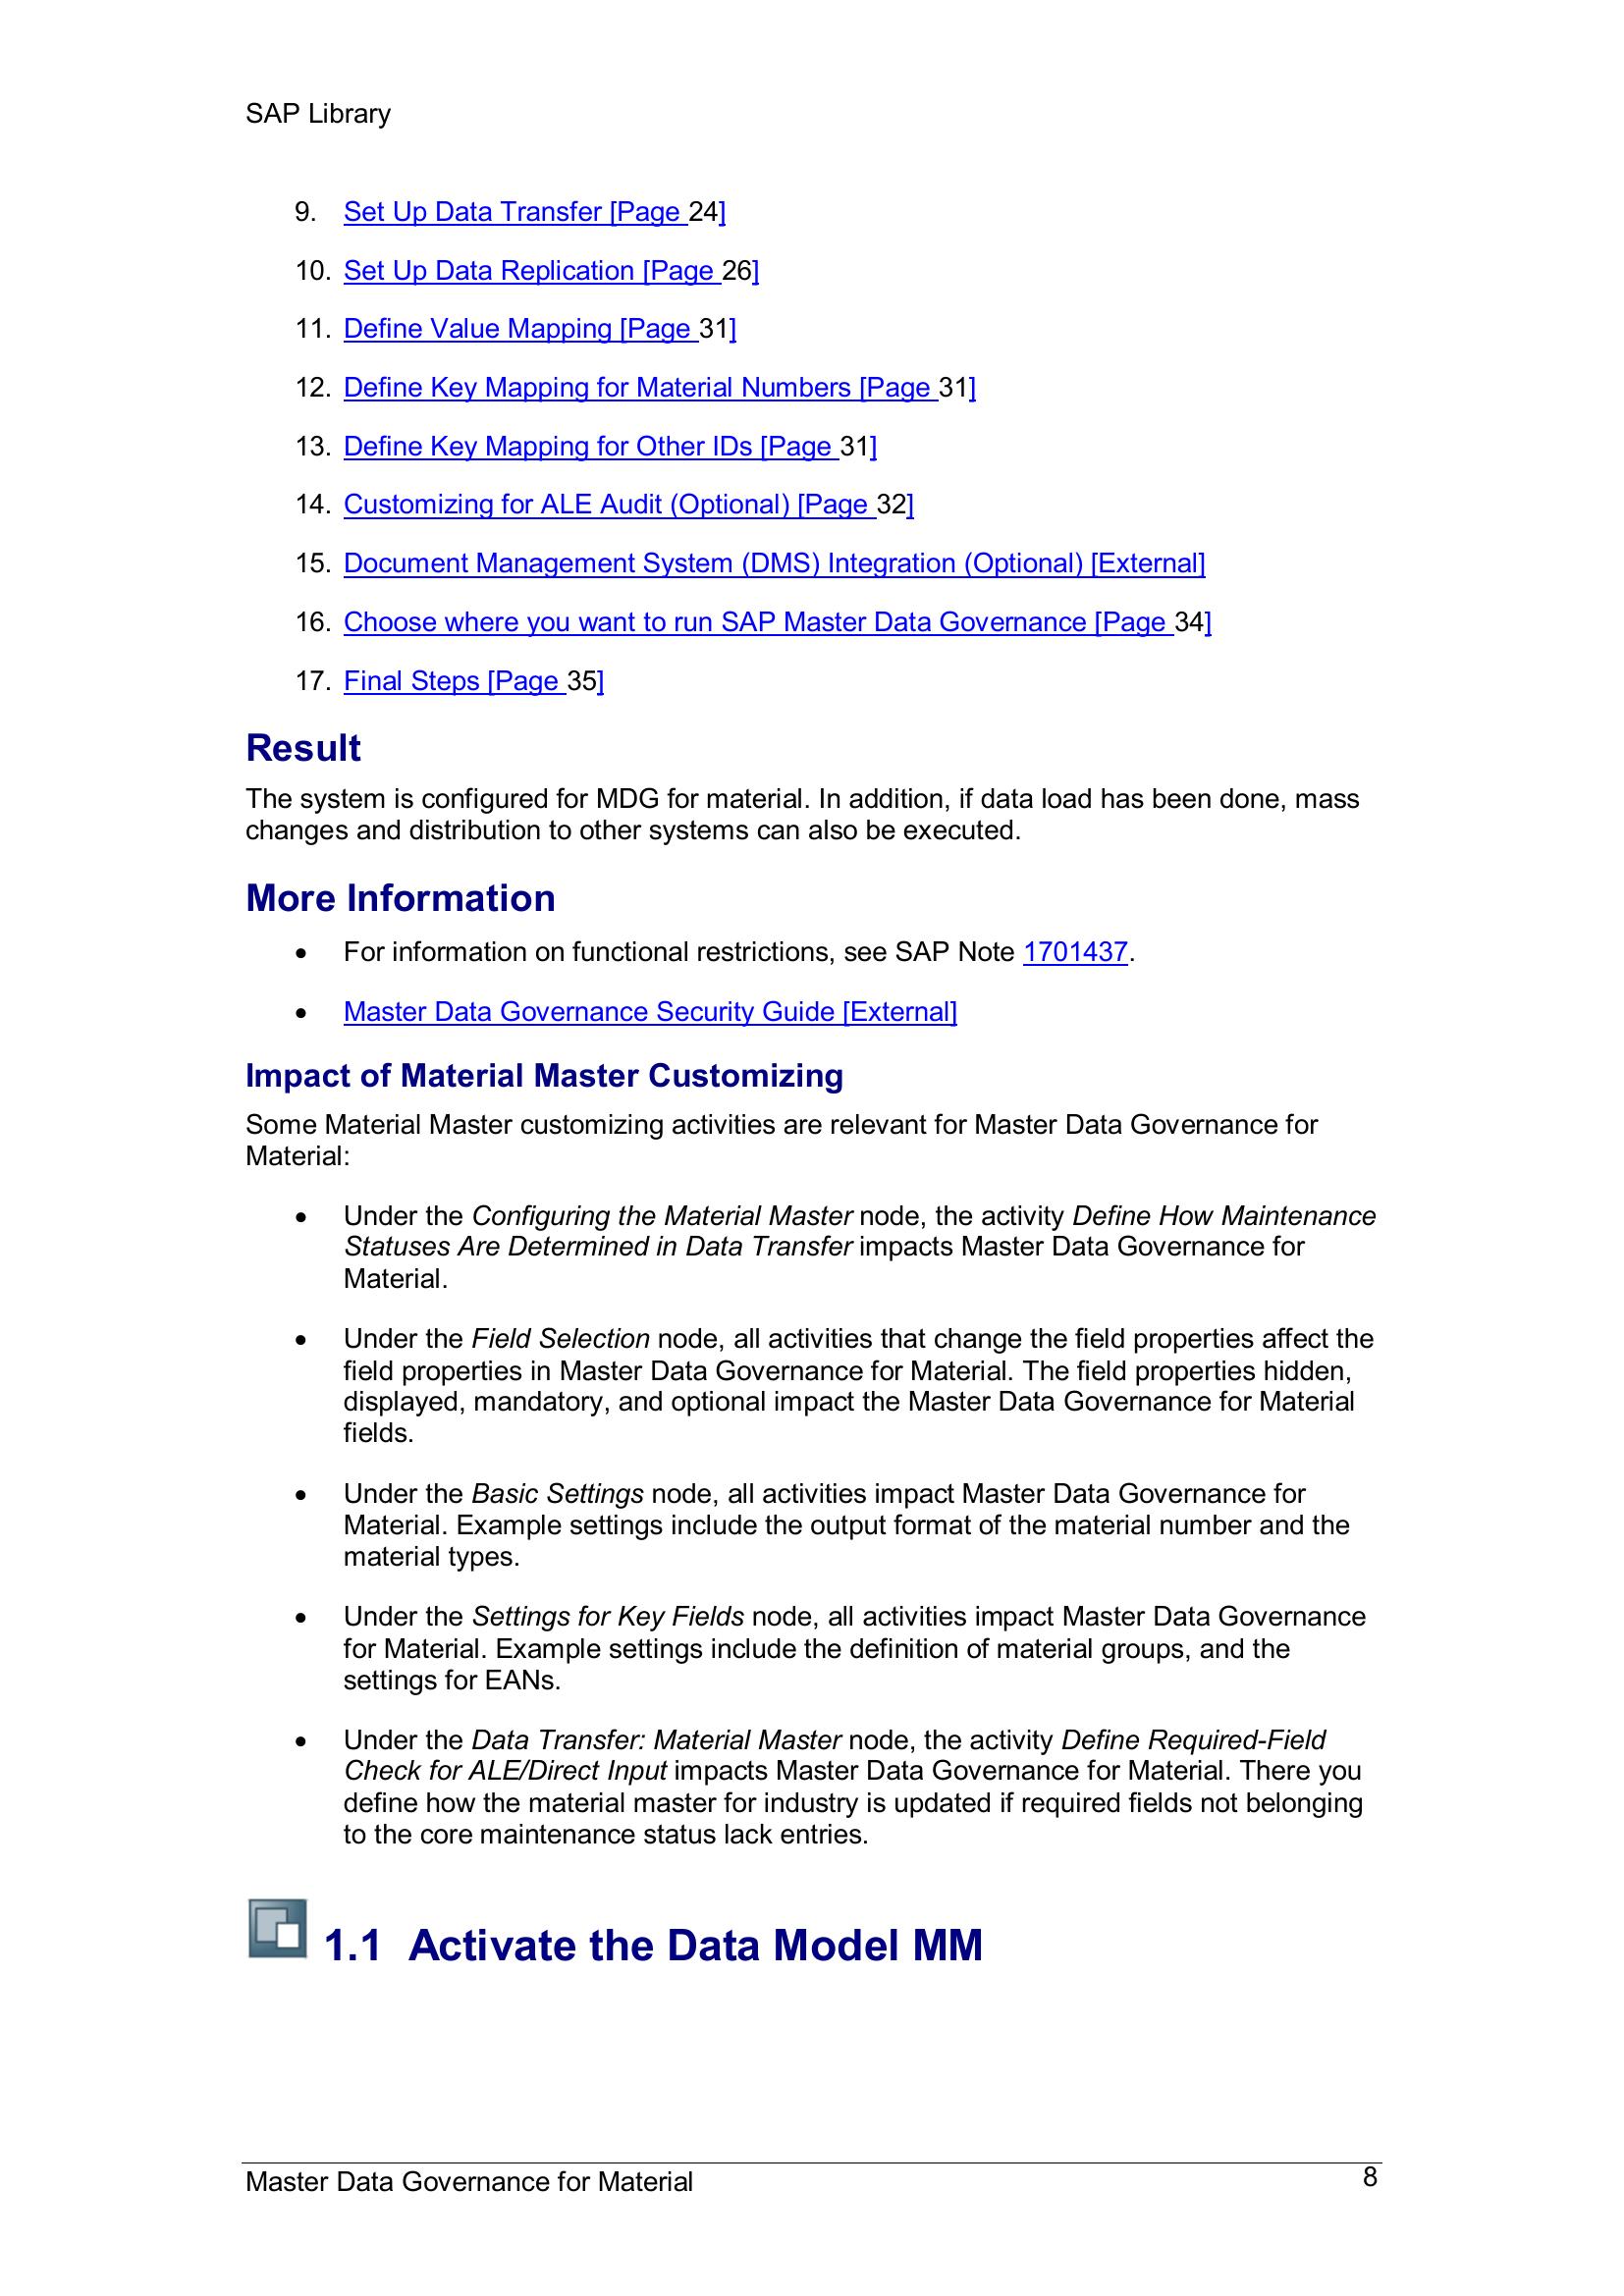 SAP Library
9. Set Up Data Transfer [Page 24]
10. Set Up Data Replication [Page 26]
11. Define Value Mapping [Page 31]
12. Define Key Mapping for Material Numbers [Page 31]
13. Define Key Mapping for Other IDs [Page 31]
14. Customizing for ALE Audit (Optional) [Page 32]
15. Document Management System (DMS) Integration (Optional) [External]
16. Choose where you want to run SAP Master Data Governance [Page 34]
17. Final Steps [Page 35]
Result
The system is configured for MDG for material. In addition, if data load has been done, mass
changes and distribution to other systems can also be executed.
More Information
• For information on functional restrictions, see SAP Note 1701437.
• Master Data Governance Security Guide [External]
Impact of Material Master Customizing
Some Material Master customizing activities are relevant for Master Data Governance for
Material:
• Under the Configuring the Material Master node, the activity Define How Maintenance
Statuses Are Determined in Data Transfer impacts Master Data Governance for
Material.
• Under the Field Selection node, all activities that change the field properties affect the
field properties in Master Data Governance for Material. The field properties hidden,
displayed, mandatory, and optional impact the Master Data Governance for Material
fields.
• Under the Basic Settings node, all activities impact Master Data Governance for
Material. Example settings include the output format of the material number and the
material types.
• Under the Settings for Key Fields node, all activities impact Master Data Governance
for Material. Example settings include the definition of material groups, and the
settings for EANs.
• Under the Data Transfer: Material Master node, the activity Define Required-Field
Check for ALE/Direct Input impacts Master Data Governance for Material. There you
define how the material master for industry is updated if required fields not belonging
to the core maintenance status lack entries.
1.1 Activate the Data Model MM
Master Data Governance for Material 8